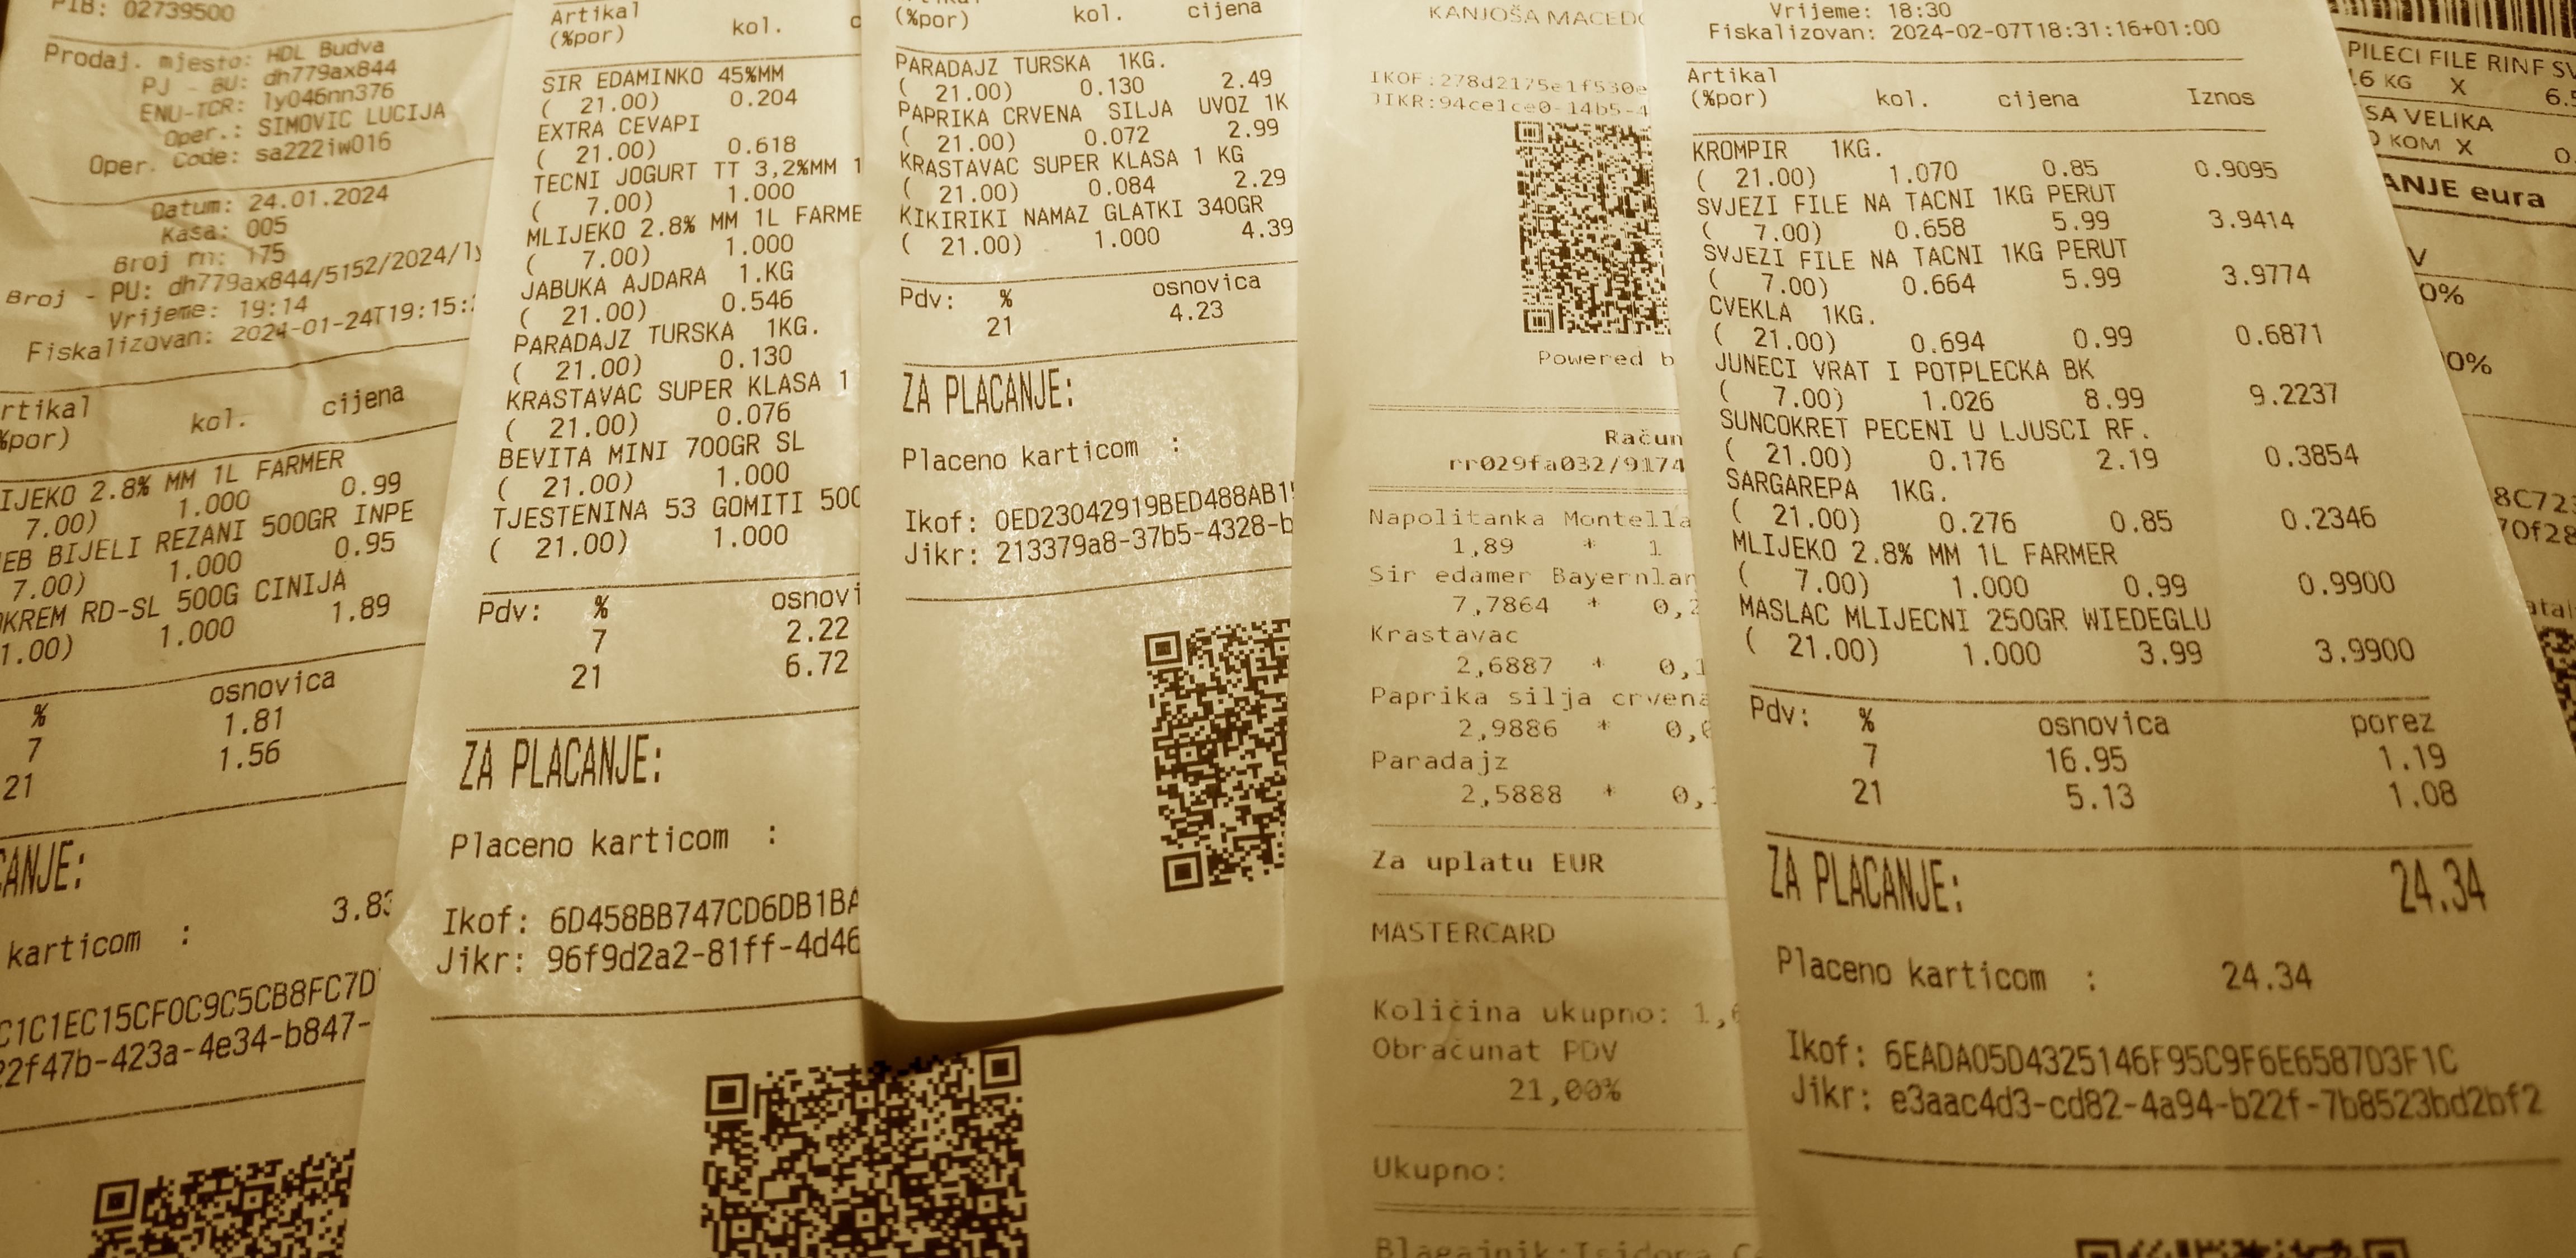 PIB: 02739500
Prodaj. mjesto: HDL Budva
PJ - BU: dh779ax844
ENU-TCR: ly046nn376
Oper.: SIMOVIC LUCIJA
Oper. Code: sa222iw016
Datum: 24.01.2024
Kasa: 005
Broj rn: 175
Broj - PU: dh779ax844/5152/2024/ly
Vrijeme: 19:14
Fiskalizovan: 2024-01-24T19:15:
rtikal kol. cijena
%por)
IJEKO 2.8% MM 1L FARMER
7.00) 1.000 0.99
EB BIJELI REZANI 500GR INPE
7.00) 1.000 0.95
OKREM RD-SL 500G CINIJA
1.00) 1.000 1.89
% osnovica
7 1.81
21 1.56
CANJE:
3.83
karticom :
C1C1EC15CF0C9C5CB8FC7D
22f47b-423a-4e34-b847-
Artikal
(%por) kol. c
SIR EDAMINKO 45%MM
( 21.00) 0.204
EXTRA CEVAPI
( 21.00) 0.618
TECNI JOGURT TT 3,2%MM 1
( 7.00) 1.000
MLIJEKO 2.8% MM 1L FARME
( 7.00) 1.000
JABUKA AJDARA 1.KG
( 21.00) 0.546
PARADAJZ TURSKA 1KG.
( 21.00) 0.130
KRASTAVAC SUPER KLASA 1
( 21.00) 0.076
BEVITA MINI 700GR SL
( 21.00) 1.000
TJESTENINA 53 GOMITI 500
( 21.00) 1.000
Pdv: % osnovi
7 2.22
21 6.72
ZA PLACANJE:
Placeno karticom :
Ikof: 6D458BB747CD6DB1BA
Jikr: 96f9d2a2-81ff-4d46
(%por) kol. cijena
PARADAJZ TURSKA 1KG.
( 21.00) 0.130 2.49
PAPRIKA CRVENA SILJA UVOZ 1K
( 21.00) 0.072 2.99
KRASTAVAC SUPER KLASA 1 KG
( 21.00) 0.084 2.29
KIKIRIKI NAMAZ GLATKI 340GR
( 21.00) 1.000 4.39
Pdv: % osnovica
21 4.23
ZA PLACANJE:
Placeno karticom :
Ikof: 0ED23042919BED488AB1
Jikr: 213379a8-37b5-4328-b
KANJOŠA MACEDO
IKOF:278d2175e1f530e
JIKR:94ce1ce0-14b5-4
Powered b
Račun
rr029fa032/9174
Napolitanka Montella
1,89 * 1
Sir edamer Bayernlan
7,7864 * 0,2
Krastavac
2,6887 * 0,1
Paprika silja crvena
2,9886 * 0,0
Paradajz
2,5888 * 0,1
Za uplatu EUR
MASTERCARD
Količina ukupno: 1,6
Obračunat PDV
21,00%
Ukupno:
Blagajnik:Isidora
Vrijeme: 18:30
Fiskalizovan: 2024-02-07T18:31:16+01:00
Artikal
(%por) kol. cijena Iznos
KROMPIR 1KG.
( 21.00) 1.070 0.85 0.9095
SVJEZI FILE NA TACNI 1KG PERUT
( 7.00) 0.658 5.99 3.9414
SVJEZI FILE NA TACNI 1KG PERUT
( 7.00) 0.664 5.99 3.9774
CVEKLA 1KG.
( 21.00) 0.694 0.99 0.6871
JUNECI VRAT I POTPLECKA BK
( 7.00) 1.026 8.99 9.2237
SUNCOKRET PECENI U LJUSCI RF.
( 21.00) 0.176 2.19 0.3854
SARGAREPA 1KG.
( 21.00) 0.276 0.85 0.2346
MLIJEKO 2.8% MM 1L FARMER
( 7.00) 1.000 0.99 0.9900
MASLAC MLIJECNI 250GR WIEDEGLU
( 21.00) 1.000 3.99 3.9900
Pdv: % osnovica porez
7 16.95 1.19
21 5.13 1.08
ZA PLACANJE: 24.34
Placeno karticom : 24.34
Ikof: 6EADA05D4325146F95C9F6E6587D3F1C
Jikr: e3aac4d3-cd82-4a94-b22f-7b8523bd2bf2
PILECI FILE RINF SV
16 KG X 6.5
SA VELIKA
KOM X 0.
ANJE eura
V
0%
0%
8C723
70f28